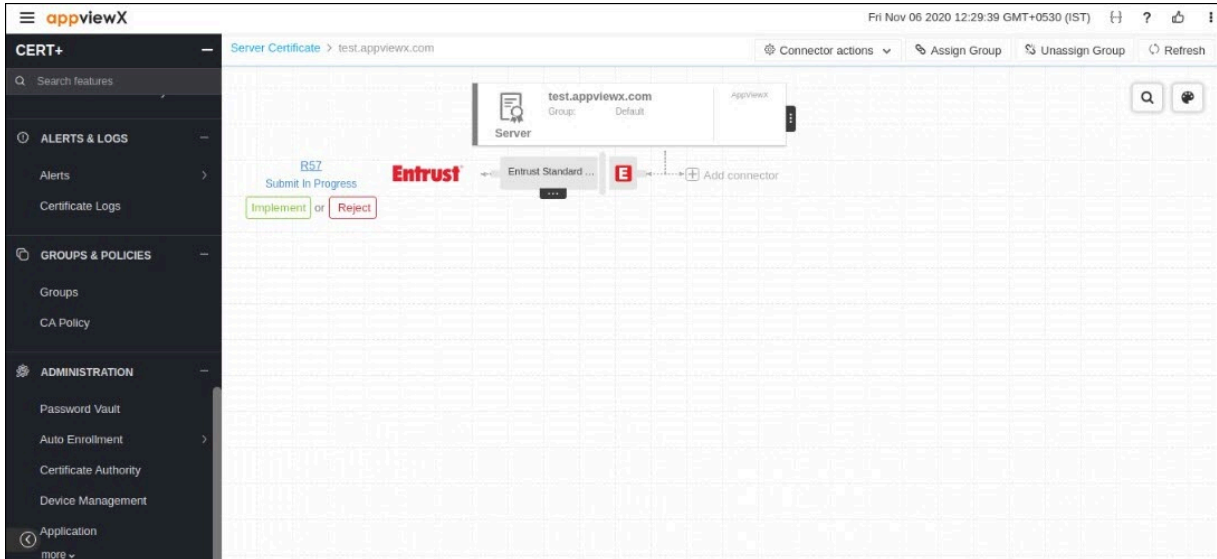 appviewX
Fri Nov 06 2020 12:29:39 GMT+0530 (IST)
?
CERT+
Server Certificate > test.appviewx.com
Connector actions
Assign Group
Unassign Group
Refresh
Search features
ALERTS & LOGS
Alerts
Certificate Logs
GROUPS & POLICIES
Groups
CA Policy
ADMINISTRATION
Password Vault
Auto Enrollment
Certificate Authority
Device Management
Application
more
test.appviewx.com
Group: Default
AppViewX
Server
R57
Submit In Progress
Implement or Reject
Entrust
Entrust Standard ...
E
Add connector